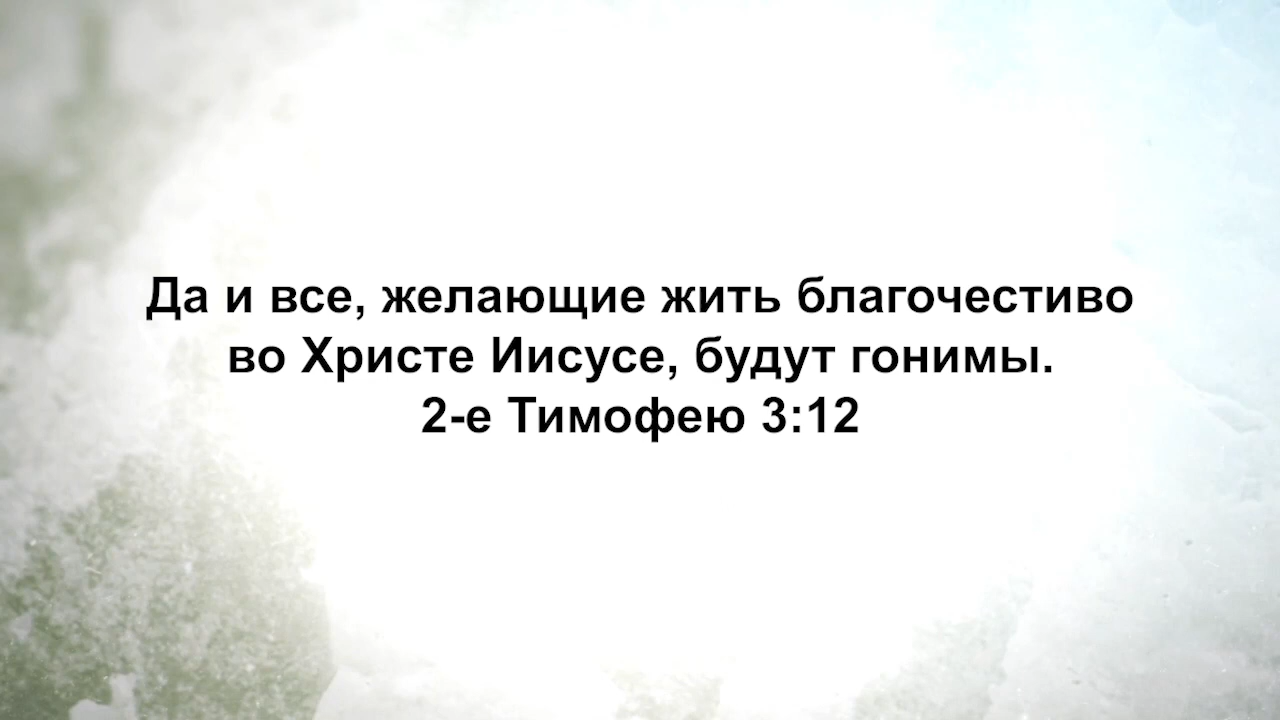 Да и все, желающие жить благочестиво
во Христе Иисусе, будут гонимы.
2-е Тимофею 3:12